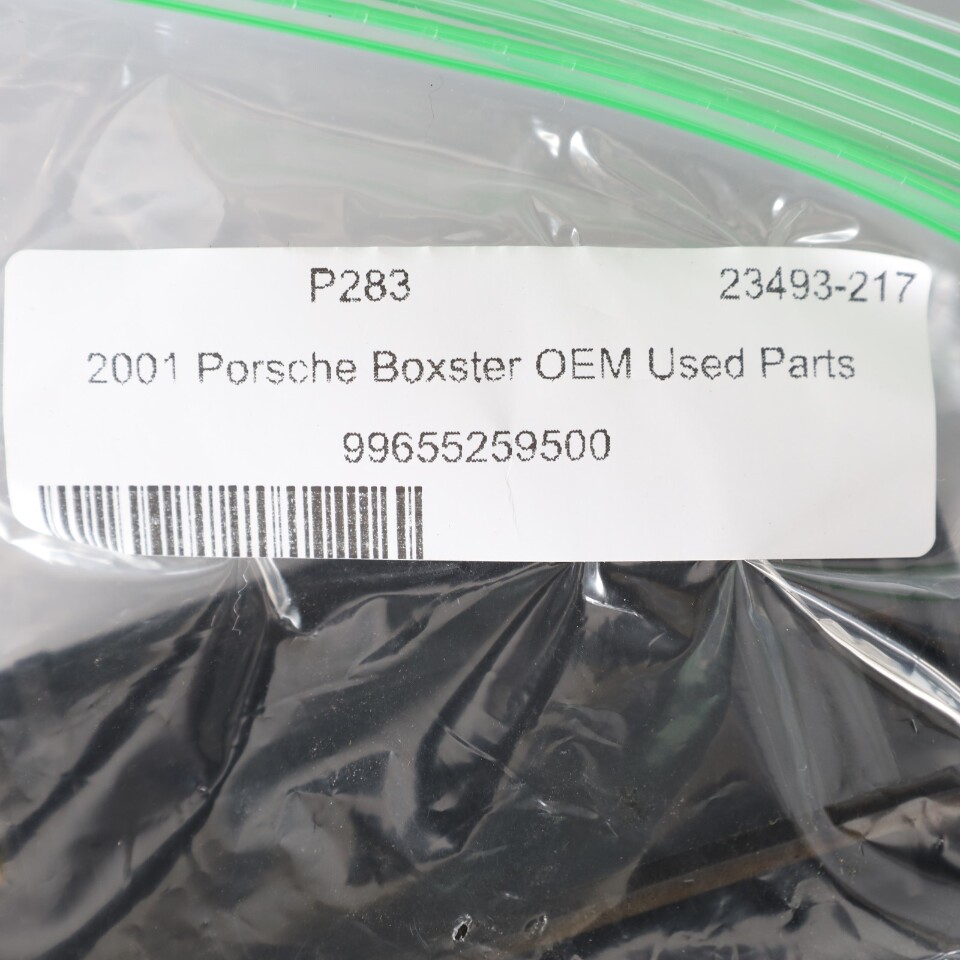 P283 23493-217
2001 Porsche Boxster OEM Used Parts
99655259500